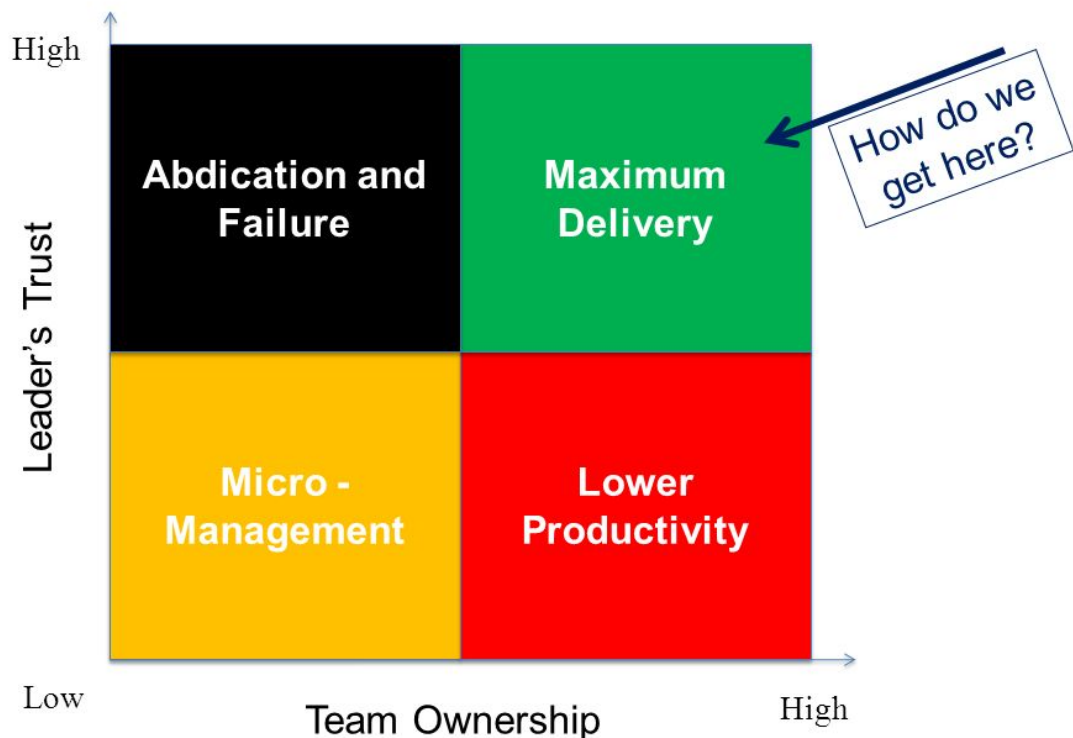 High
Abdication and
Failure
Maximum
Delivery
How do we
get here?
Leader's Trust
Micro -
Management
Lower
Productivity
Low
Team Ownership
High